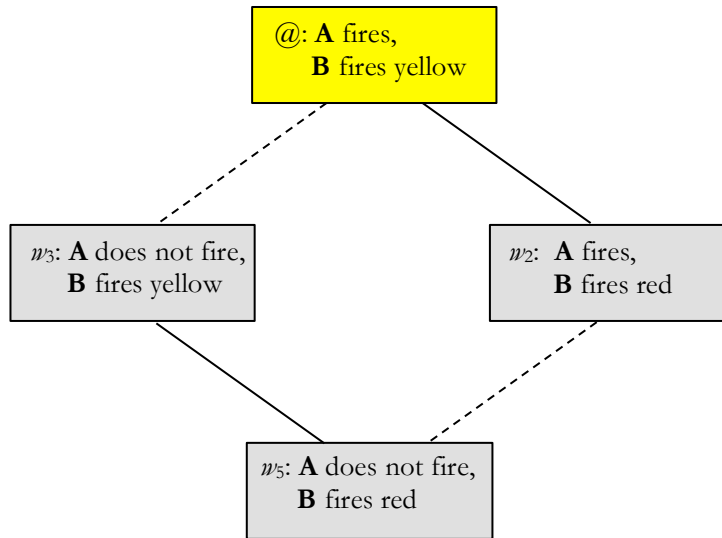 @: A fires,
B fires yellow
w₃: A does not fire,
B fires yellow
w₂: A fires,
B fires red
w₅: A does not fire,
B fires red